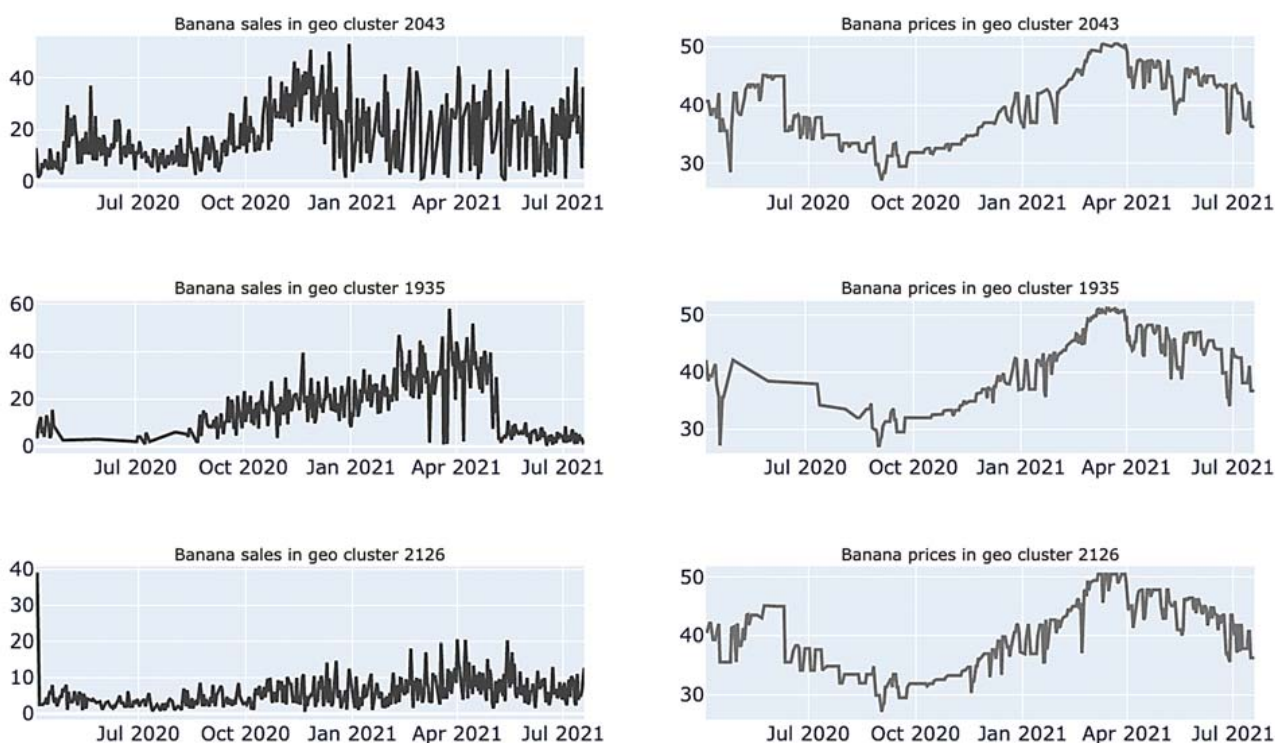 Banana sales in geo cluster 2043
40
20
0
Jul 2020 Oct 2020 Jan 2021 Apr 2021 Jul 2021
Banana prices in geo cluster 2043
50
40
30
Jul 2020 Oct 2020 Jan 2021 Apr 2021 Jul 2021
Banana sales in geo cluster 1935
60
40
20
0
Jul 2020 Oct 2020 Jan 2021 Apr 2021 Jul 2021
Banana prices in geo cluster 1935
50
40
30
Jul 2020 Oct 2020 Jan 2021 Apr 2021 Jul 2021
Banana sales in geo cluster 2126
40
30
20
10
0
Jul 2020 Oct 2020 Jan 2021 Apr 2021 Jul 2021
Banana prices in geo cluster 2126
50
40
30
Jul 2020 Oct 2020 Jan 2021 Apr 2021 Jul 2021